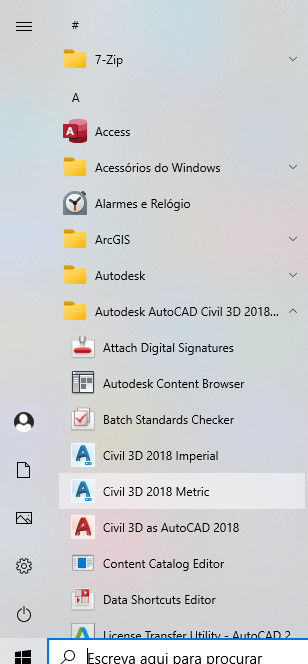 #
7-Zip
A
Access
Acessórios do Windows
Alarmes e Relógio
ArcGIS
Autodesk
Autodesk AutoCAD Civil 3D 2018...
Attach Digital Signatures
Autodesk Content Browser
Batch Standards Checker
Civil 3D 2018 Imperial
Civil 3D 2018 Metric
Civil 3D as AutoCAD 2018
Content Catalog Editor
Data Shortcuts Editor
License Transfer Utility - AutoCAD 2
Escreva aqui para procurar